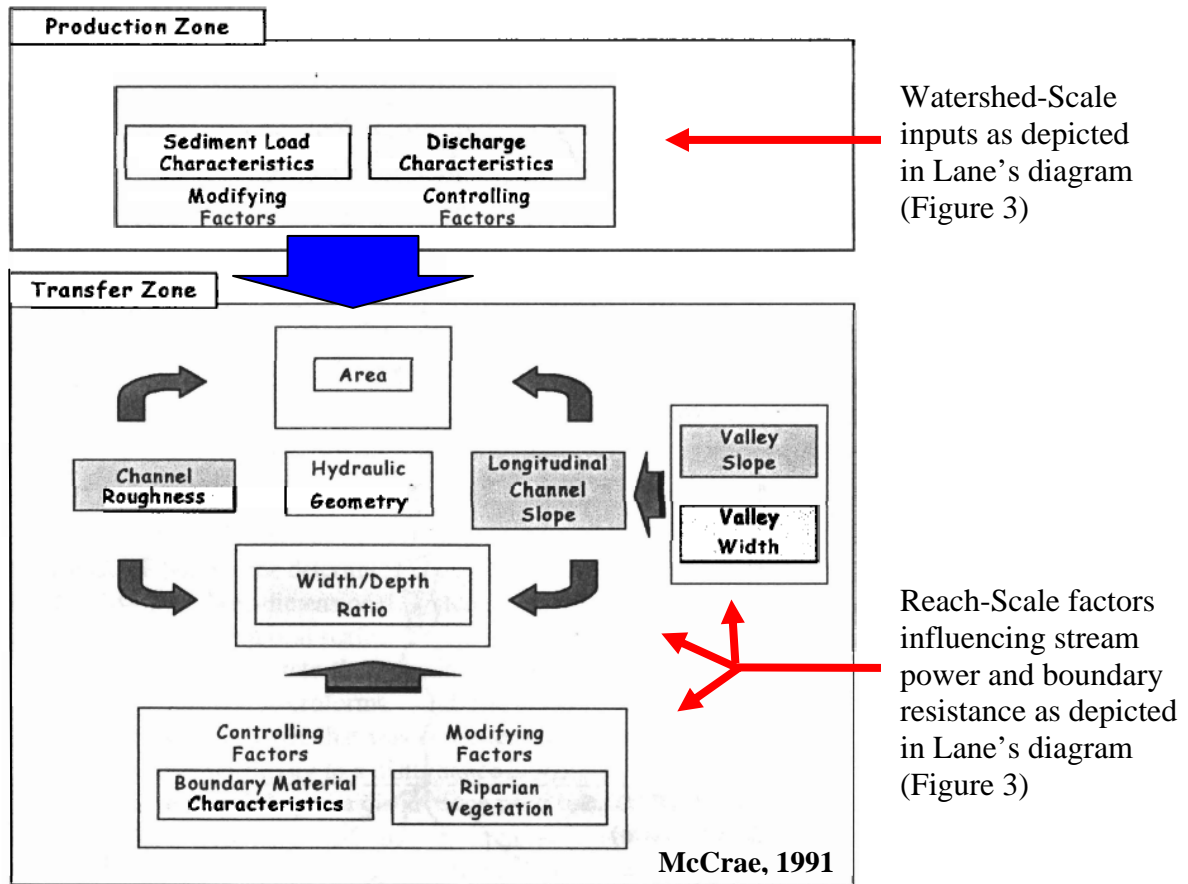 Production Zone
Sediment Load
Characteristics
Modifying
Factors
Discharge
Characteristics
Controlling
Factors
Watershed-Scale
inputs as depicted
in Lane’s diagram
(Figure 3)
Transfer Zone
Area
Channel
Roughness
Hydraulic
Geometry
Longitudinal
Channel
Slope
Valley
Slope
Valley
Width
Width/Depth
Ratio
Controlling
Factors
Boundary Material
Characteristics
Modifying
Factors
Riparian
Vegetation
McCrae, 1991
Reach-Scale factors
influencing stream
power and boundary
resistance as depicted
in Lane’s diagram
(Figure 3)